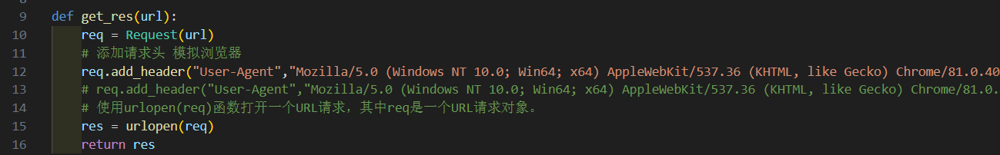 9 def get_res(url):
10 req = Request(url)
11 # 添加请求头 模拟浏览器
12 req.add_header("User-Agent","Mozilla/5.0 (Windows NT 10.0; Win64; x64) AppleWebKit/537.36 (KHTML, like Gecko) Chrome/81.0.40
13 # req.add_header("User-Agent","Mozilla/5.0 (Windows NT 10.0; Win64; x64) AppleWebKit/537.36 (KHTML, like Gecko) Chrome/81.0.
14 # 使用urlopen(req)函数打开一个URL请求，其中req是一个URL请求对象。
15 res = urlopen(req)
16 return res